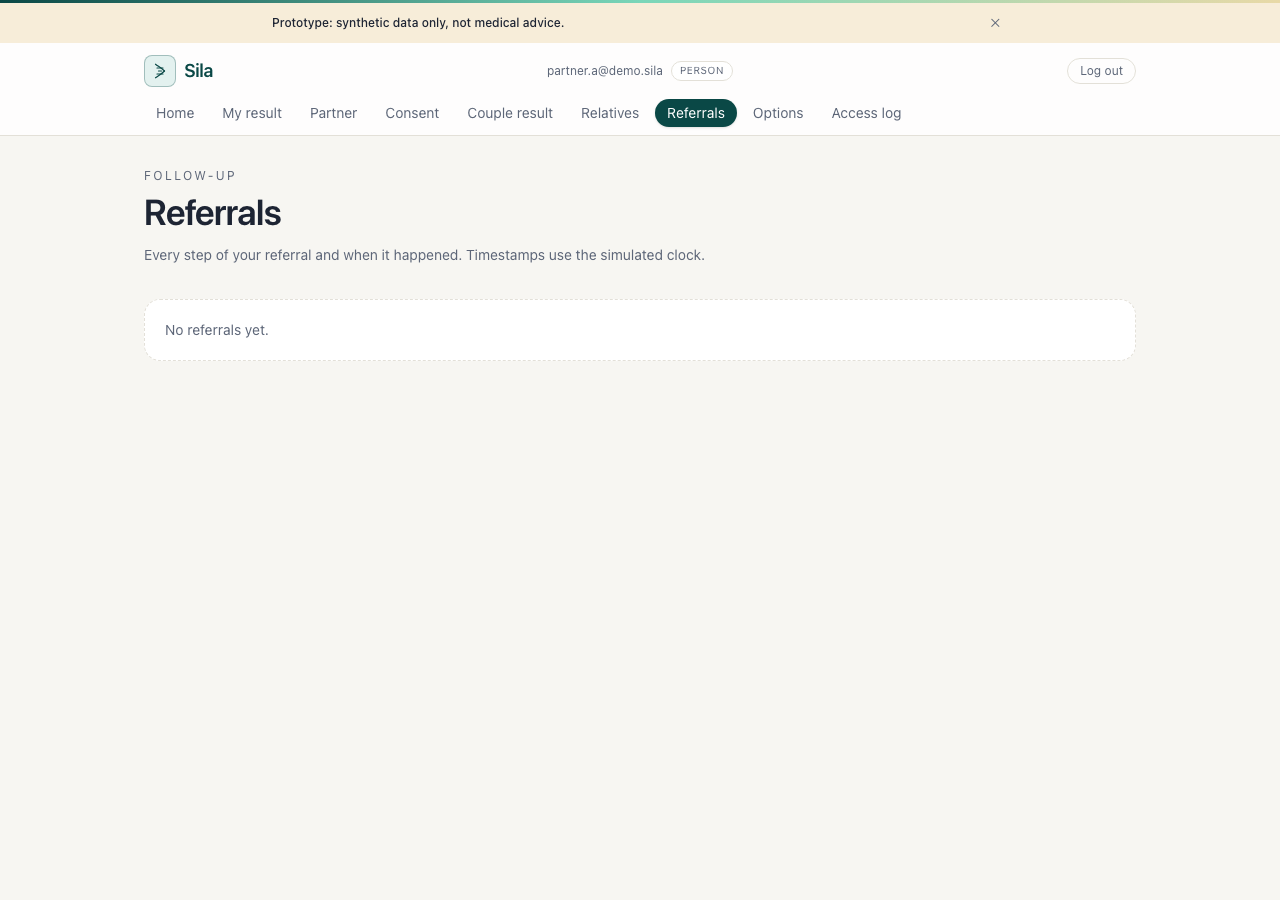 Prototype: synthetic data only, not medical advice.
Sila
partner.a@demo.sila PERSON
Log out
Home My result Partner Consent Couple result Relatives Referrals Options Access log
FOLLOW-UP
Referrals
Every step of your referral and when it happened. Timestamps use the simulated clock.
No referrals yet.